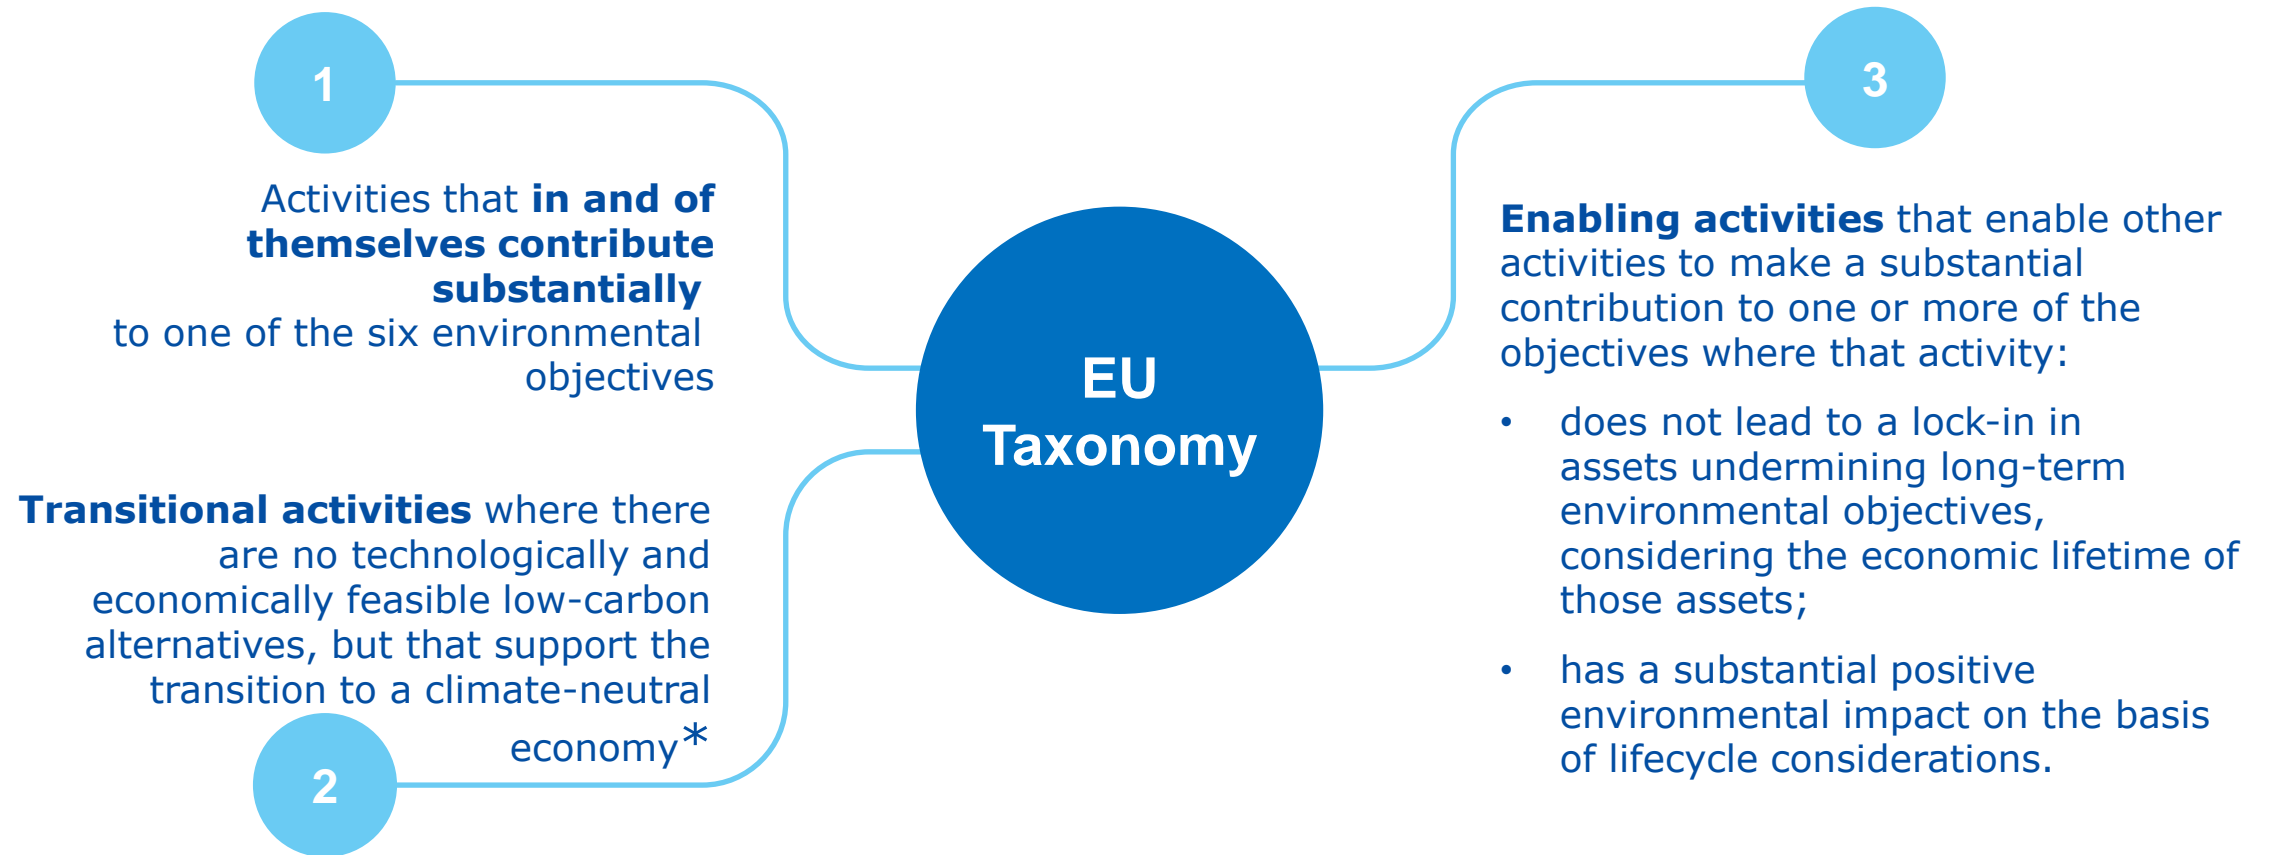 1
Activities that in and of
themselves contribute
substantially
to one of the six environmental
objectives
Transitional activities where there
are no technologically and
economically feasible low-carbon
alternatives, but that support the
transition to a climate-neutral
economy*
2
EU
Taxonomy
3
Enabling activities that enable other
activities to make a substantial
contribution to one or more of the
objectives where that activity:
• does not lead to a lock-in in
assets undermining long-term
environmental objectives,
considering the economic lifetime of
those assets;
• has a substantial positive
environmental impact on the basis
of lifecycle considerations.